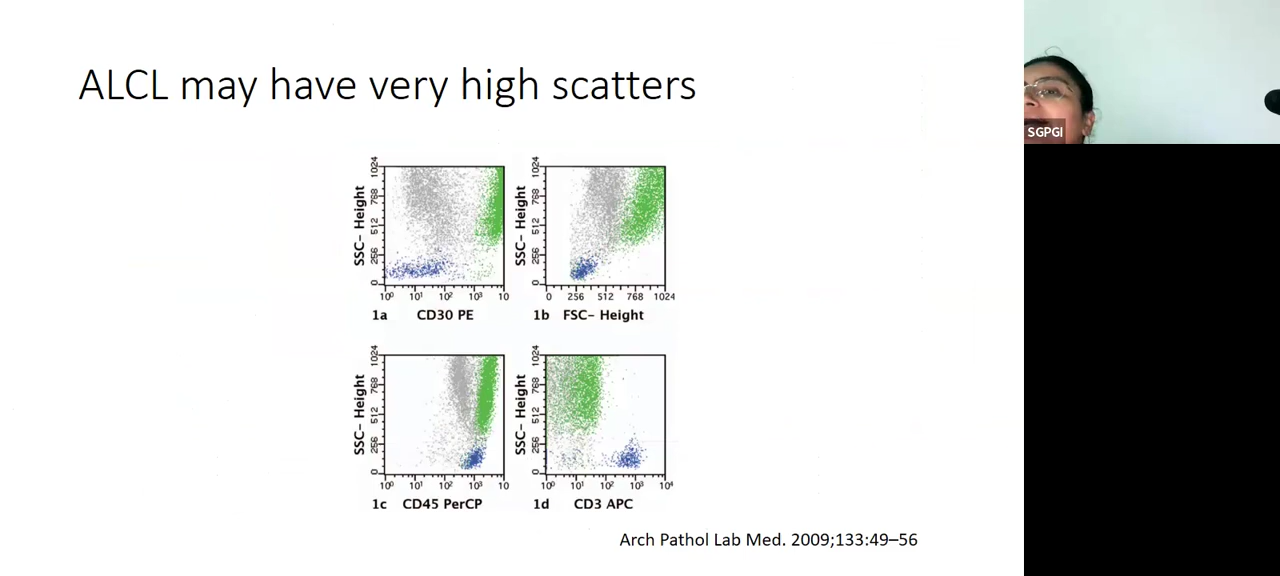 ALCL may have very high scatters
SGPGI
SSC- Height
0 256 512 768 1024
10⁰ 10¹ 10² 10³ 10
1a CD30 PE
SSC- Height
0 256 512 768 1024
0 256 512 768 1024
1b FSC- Height
SSC- Height
0 256 512 768 1024
10⁰ 10¹ 10² 10³ 10⁴
1c CD45 PerCP
SSC- Height
0 256 512 768 1024
10⁰ 10¹ 10² 10³ 10⁴
1d CD3 APC
Arch Pathol Lab Med. 2009;133:49–56